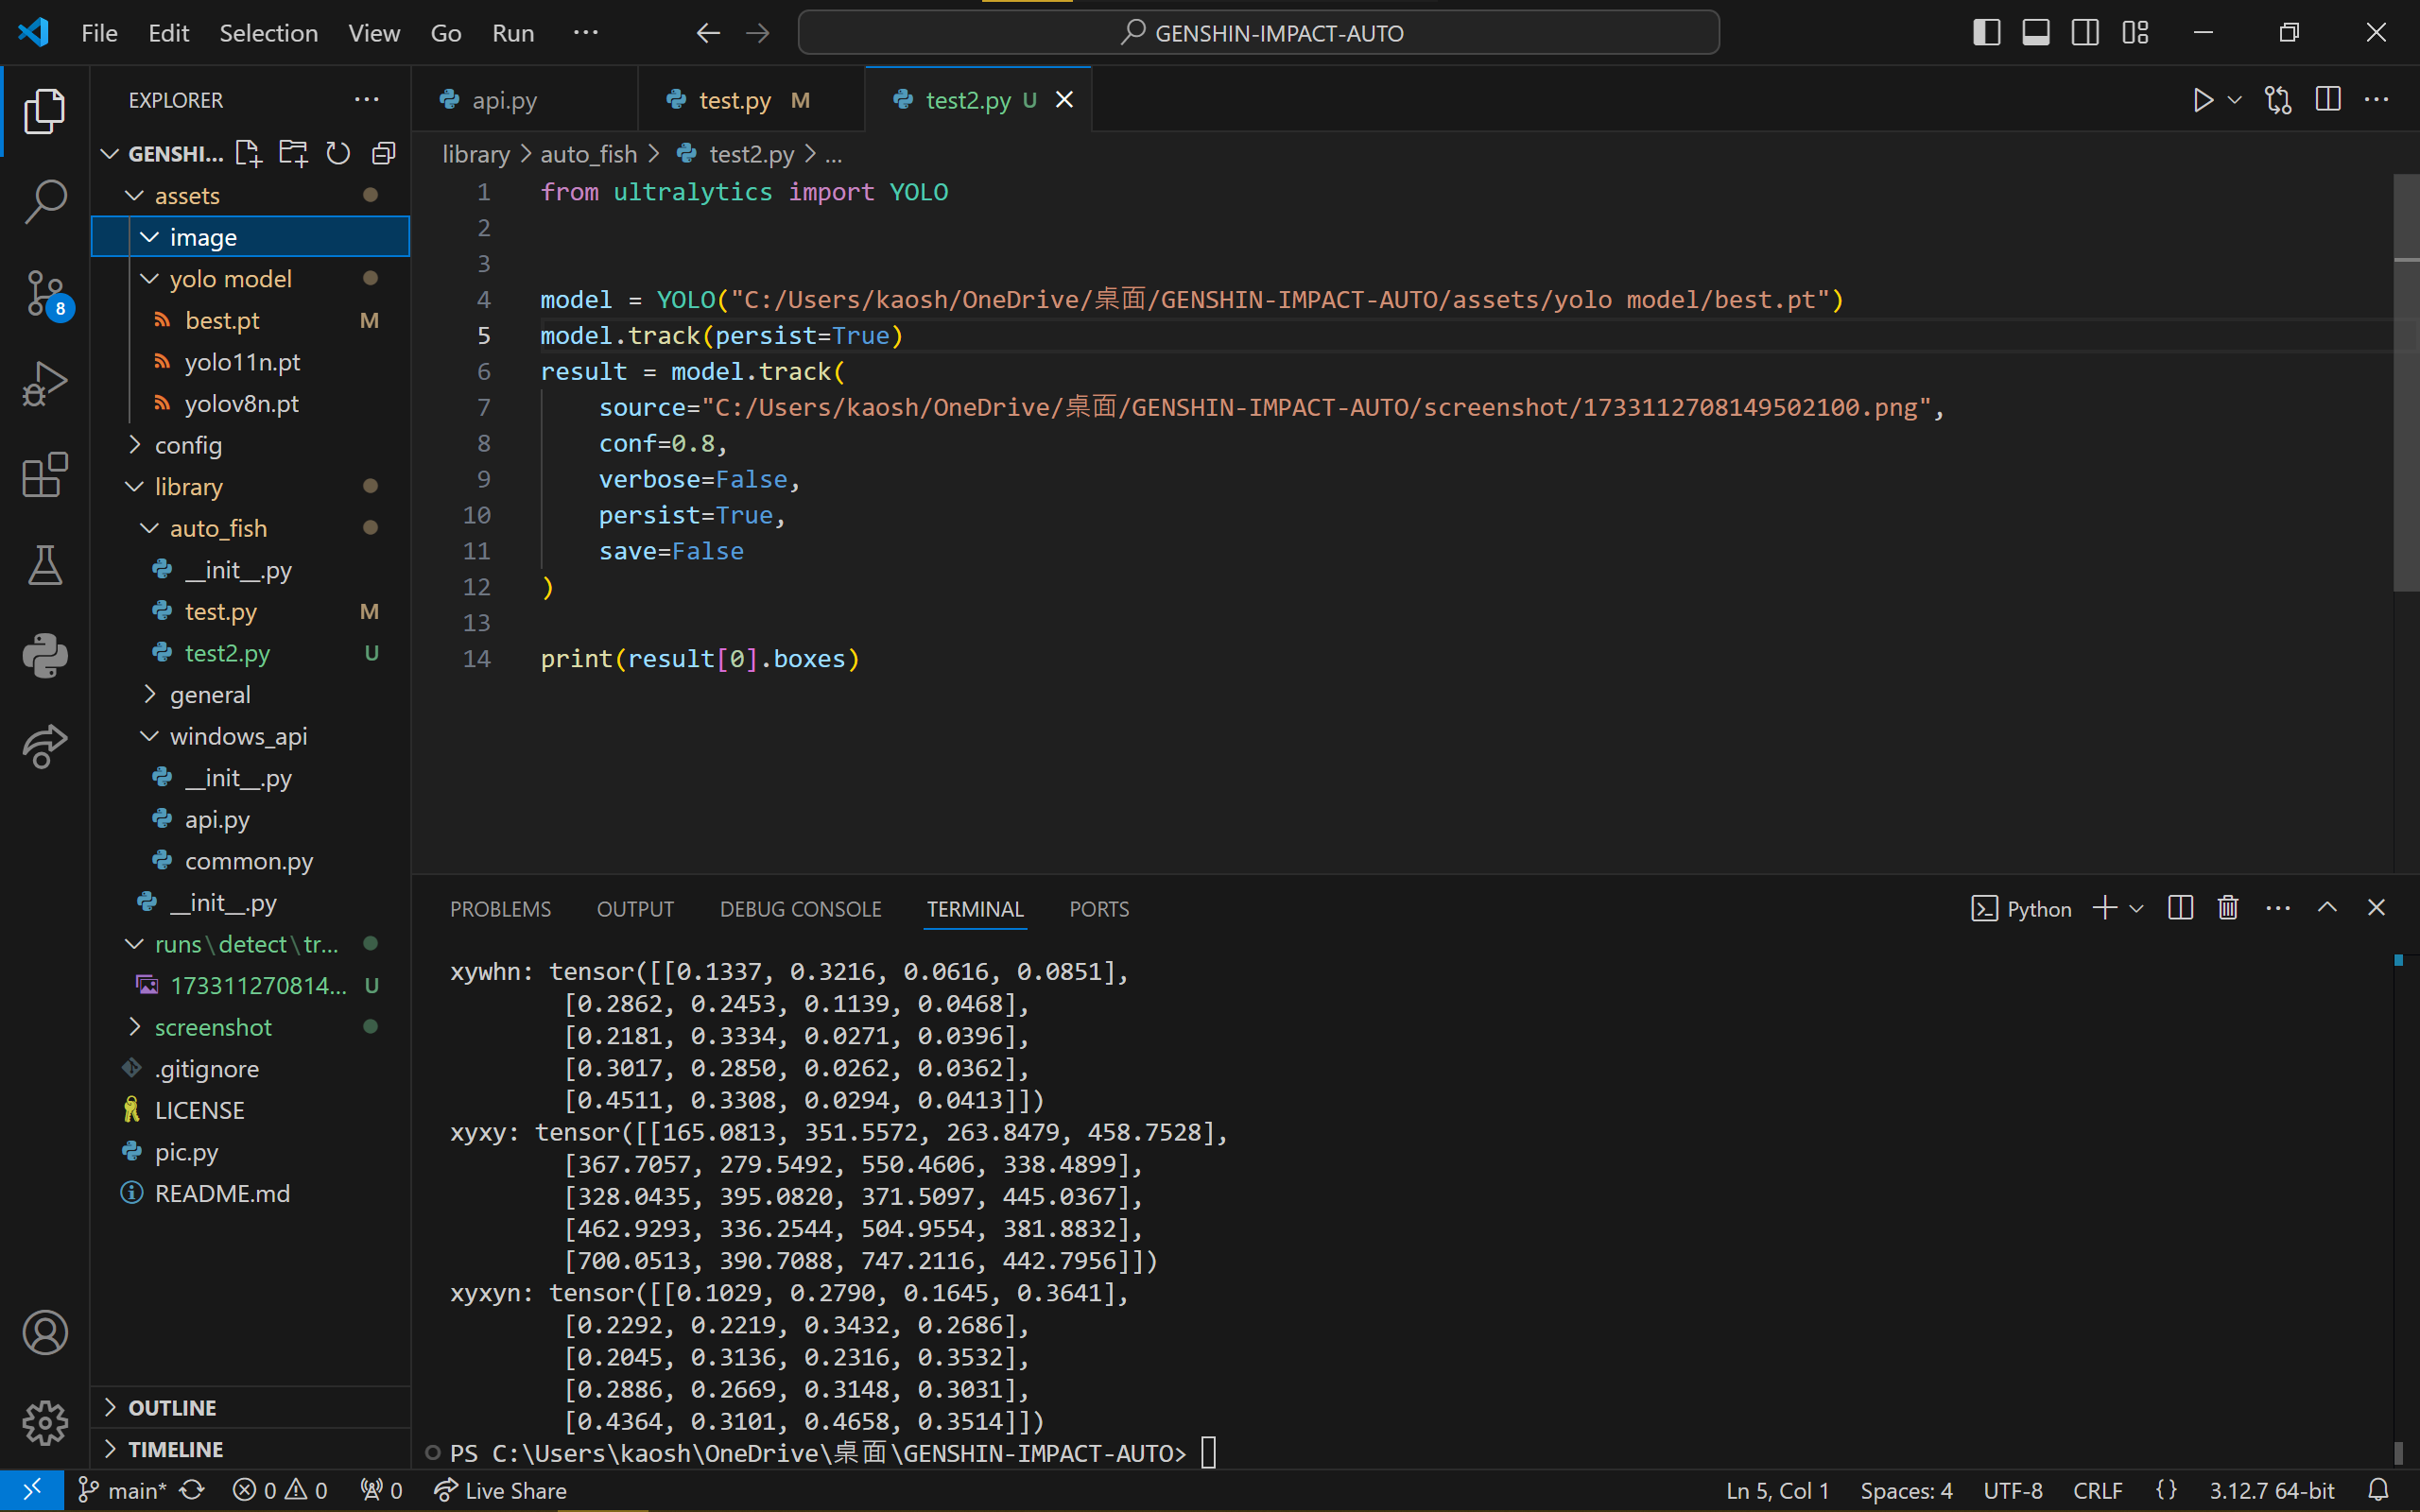 File Edit Selection View Go Run ··· GENSHIN-IMPACT-AUTO
EXPLORER ···
GENSHI...
assets
image
yolo model
best.pt M
yolo11n.pt
yolov8n.pt
config
library
auto_fish
__init__.py
test.py M
test2.py U
general
windows_api
__init__.py
api.py
common.py
__init__.py
runs\detect\tr...
173311270814... U
screenshot
.gitignore
LICENSE
pic.py
README.md
OUTLINE
TIMELINE
8
api.py test.py M test2.py U
library > auto_fish > test2.py > ...
1 from ultralytics import YOLO
2
3
4 model = YOLO("C:/Users/kaosh/OneDrive/桌面/GENSHIN-IMPACT-AUTO/assets/yolo model/best.pt")
5 model.track(persist=True)
6 result = model.track(
7 source="C:/Users/kaosh/OneDrive/桌面/GENSHIN-IMPACT-AUTO/screenshot/1733112708149502100.png",
8 conf=0.8,
9 verbose=False,
10 persist=True,
11 save=False
12 )
13
14 print(result[0].boxes)
PROBLEMS OUTPUT DEBUG CONSOLE TERMINAL PORTS Python
xywhn: tensor([[0.1337, 0.3216, 0.0616, 0.0851],
[0.2862, 0.2453, 0.1139, 0.0468],
[0.2181, 0.3334, 0.0271, 0.0396],
[0.3017, 0.2850, 0.0262, 0.0362],
[0.4511, 0.3308, 0.0294, 0.0413]])
xyxy: tensor([[165.0813, 351.5572, 263.8479, 458.7528],
[367.7057, 279.5492, 550.4606, 338.4899],
[328.0435, 395.0820, 371.5097, 445.0367],
[462.9293, 336.2544, 504.9554, 381.8832],
[700.0513, 390.7088, 747.2116, 442.7956]])
xyxyn: tensor([[0.1029, 0.2790, 0.1645, 0.3641],
[0.2292, 0.2219, 0.3432, 0.2686],
[0.2045, 0.3136, 0.2316, 0.3532],
[0.2886, 0.2669, 0.3148, 0.3031],
[0.4364, 0.3101, 0.4658, 0.3514]])
PS C:\Users\kaosh\OneDrive\桌面\GENSHIN-IMPACT-AUTO>
main* 0 0 0 Live Share Ln 5, Col 1 Spaces: 4 UTF-8 CRLF {} 3.12.7 64-bit